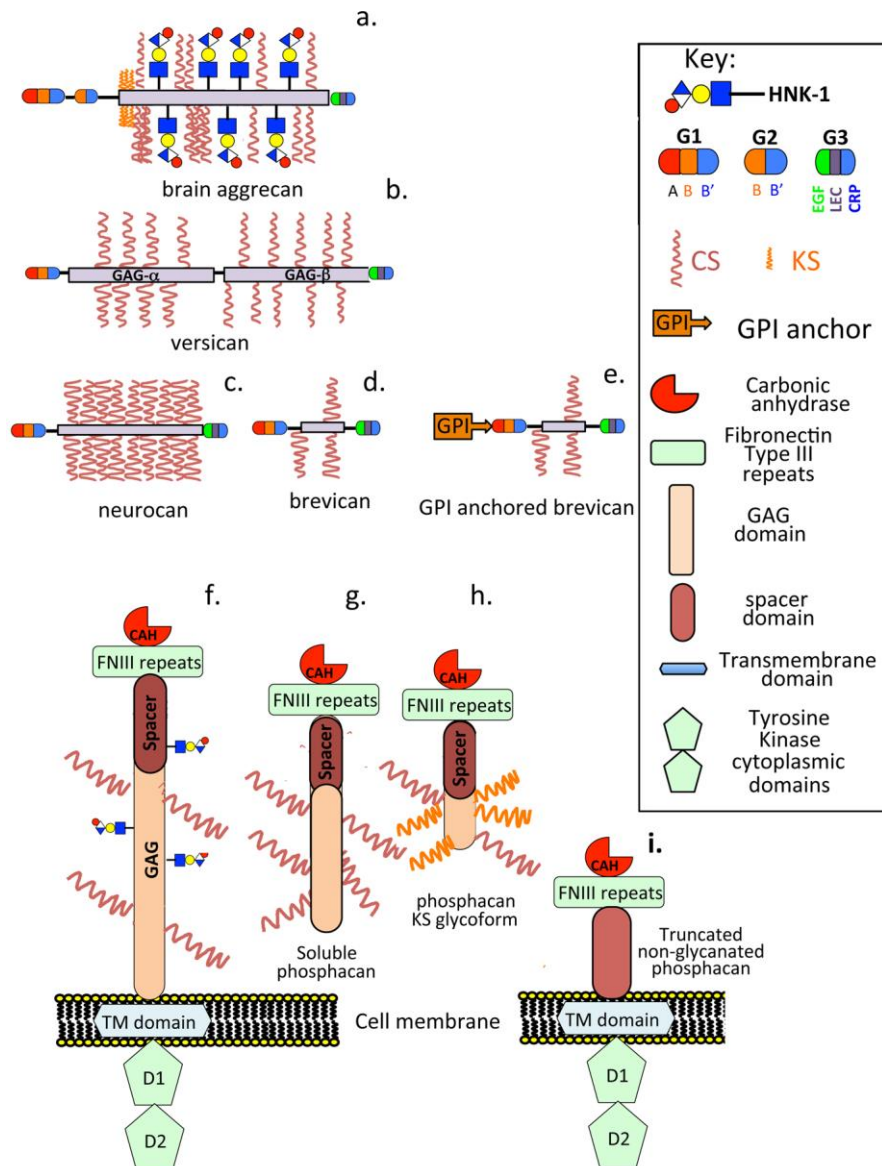 a.
brain aggrecan
b.
GAG-α
GAG-β
versican
c.
neurocan
d.
brevican
e.
GPI
GPI anchored brevican
f.
CAH
FNIII repeats
Spacer
GAG
TM domain
D1
D2
g.
CAH
FNIII repeats
Spacer
Soluble
phosphacan
h.
CAH
FNIII repeats
Spacer
phosphacan
KS glycoform
Cell membrane
i.
CAH
FNIII repeats
Truncated
non-glycanated
phosphacan
TM domain
D1
D2
Key:
HNK-1
G1 G2 G3
A B B′ B B′ EGF LEC CRP
CS KS
GPI GPI anchor
Carbonic
anhydrase
Fibronectin
Type III
repeats
GAG
domain
spacer
domain
Transmembrane
domain
Tyrosine
Kinase
cytoplasmic
domains